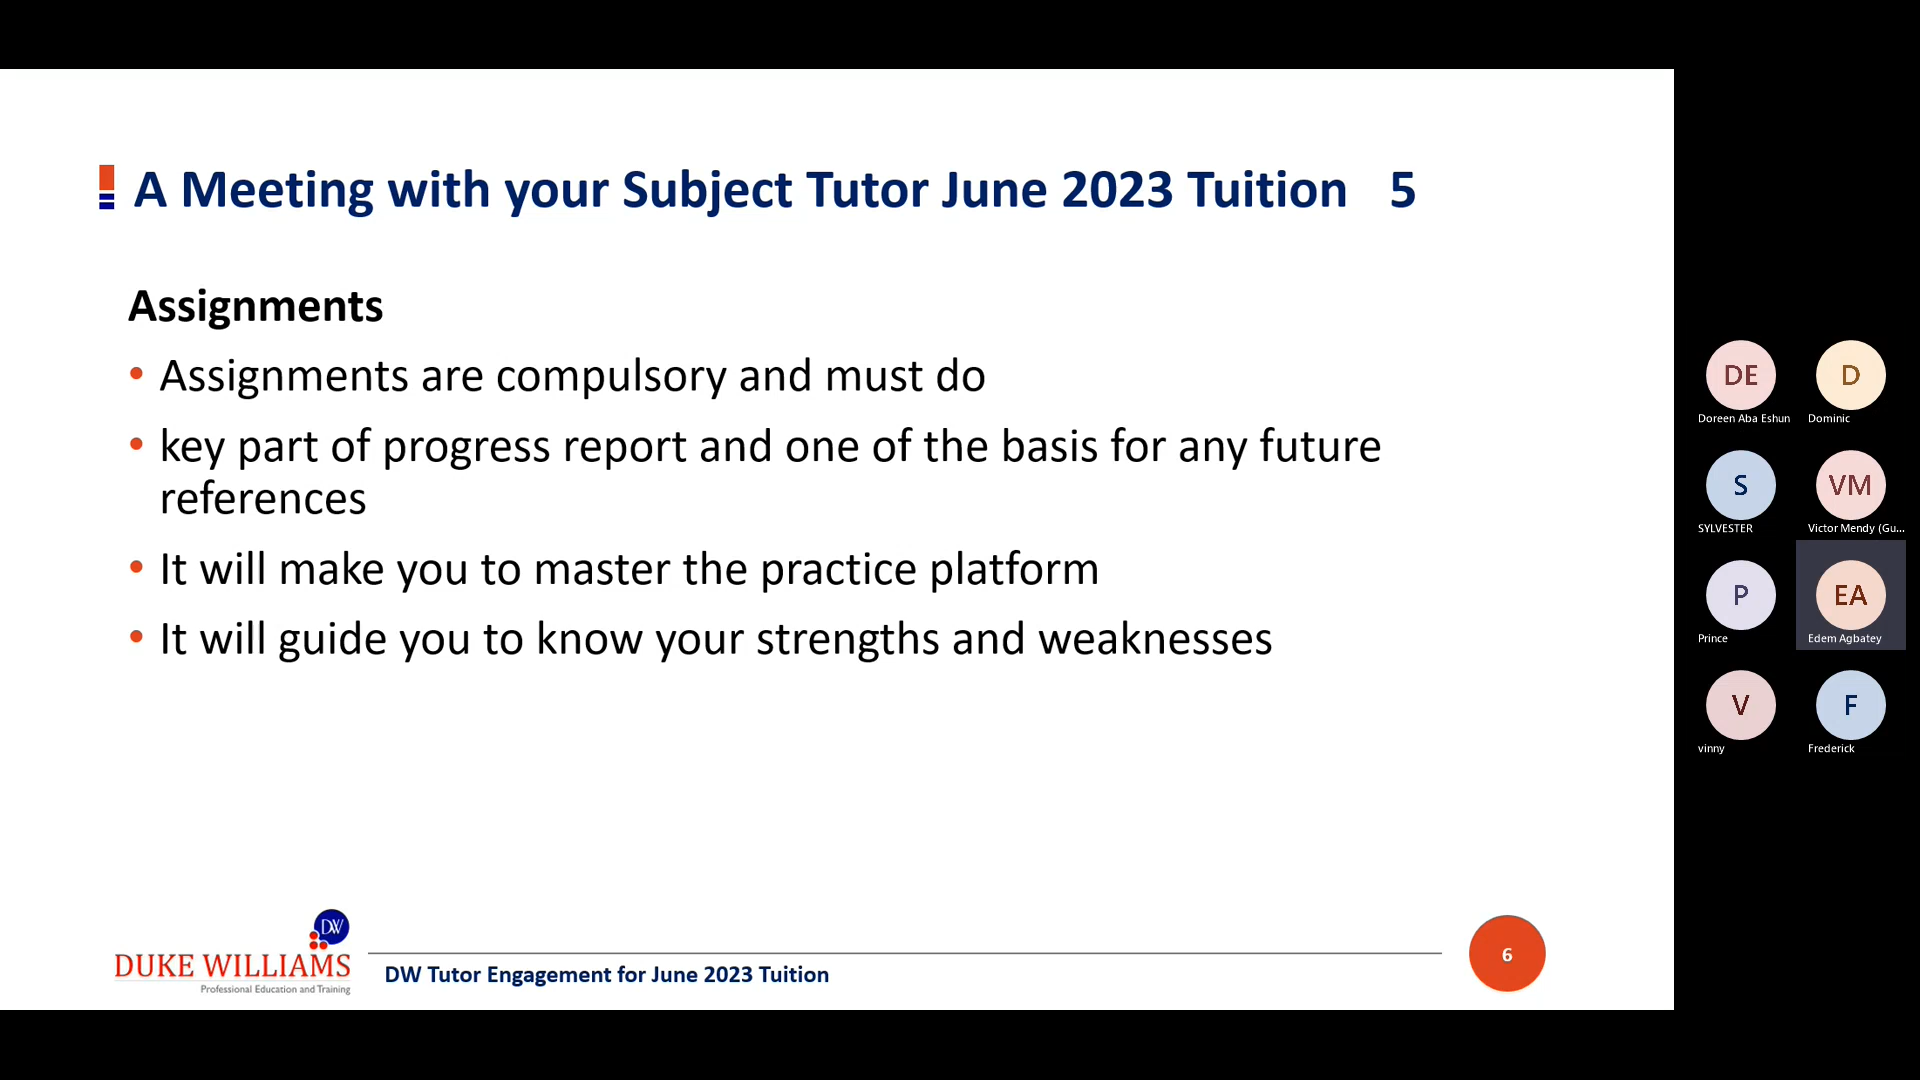 A Meeting with your Subject Tutor June 2023 Tuition 5
Assignments
• Assignments are compulsory and must do
• key part of progress report and one of the basis for any future
references
• It will make you to master the practice platform
• It will guide you to know your strengths and weaknesses
DW
DUKE WILLIAMS
Professional Education and Training
DW Tutor Engagement for June 2023 Tuition
6
DE
D
Doreen Aba Eshun
Dominic
S
VM
SYLVESTER
Victor Mendy (Gu...
P
EA
Prince
Edem Agbatey
V
F
vinny
Frederick